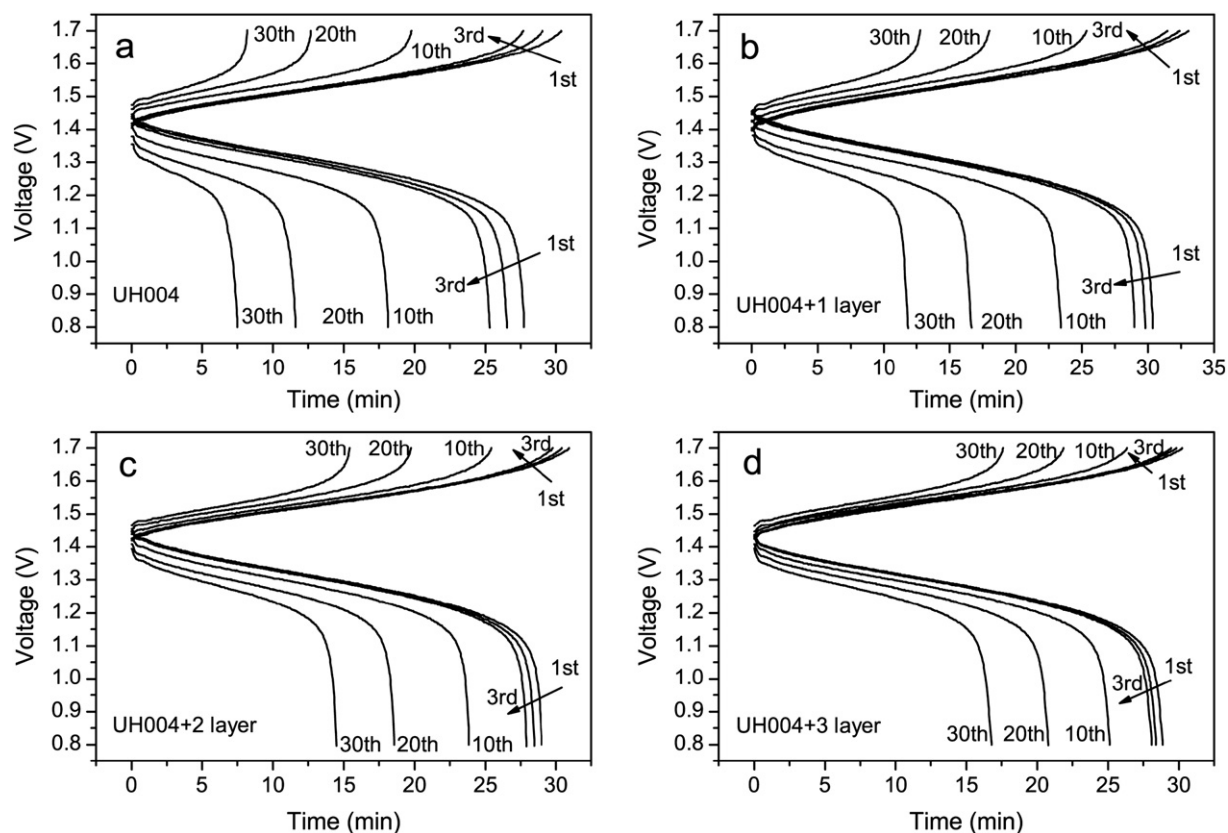 a
30th 20th 10th 3rd
1st
1.7
1.6
1.5
1.4
1.3
1.2
1.1
1.0
0.9
0.8
Voltage (V)
1st
3rd
UH004
30th 20th 10th
0 5 10 15 20 25 30
Time (min)
b
30th 20th 10th 3rd
1st
1.7
1.6
1.5
1.4
1.3
1.2
1.1
1.0
0.9
0.8
Voltage (V)
1st
3rd
UH004+1 layer
30th 20th 10th
0 5 10 15 20 25 30 35
Time (min)
c
30th 20th 10th 3rd
1st
1.7
1.6
1.5
1.4
1.3
1.2
1.1
1.0
0.9
0.8
Voltage (V)
1st
3rd
UH004+2 layer
30th 20th 10th
0 5 10 15 20 25 30
Time (min)
d
30th 20th 10th 3rd
1st
1.7
1.6
1.5
1.4
1.3
1.2
1.1
1.0
0.9
0.8
Voltage (V)
1st
3rd
UH004+3 layer
30th 20th 10th
0 5 10 15 20 25 30
Time (min)